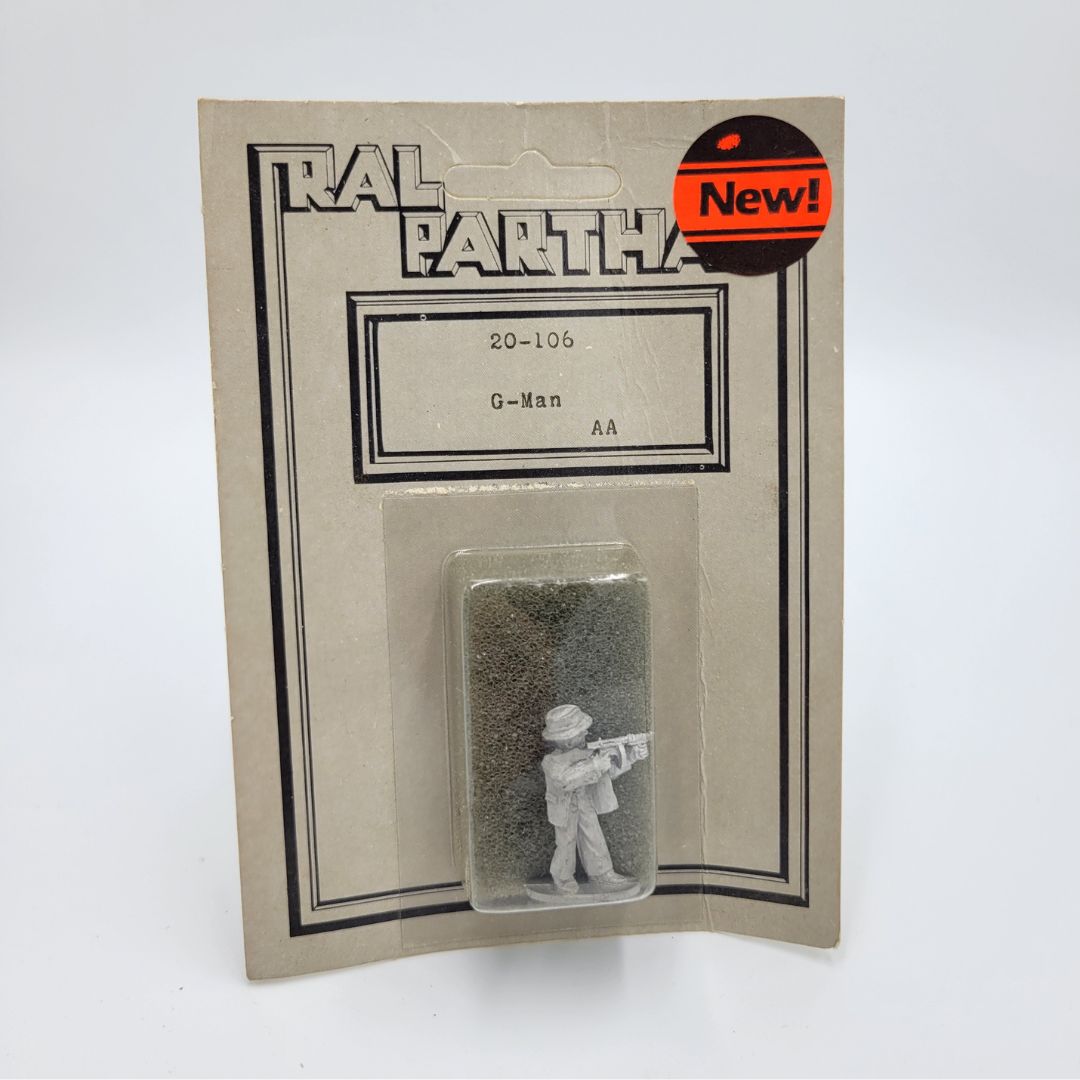 RAL
PARTHA
New!
20-106
G-Man
AA